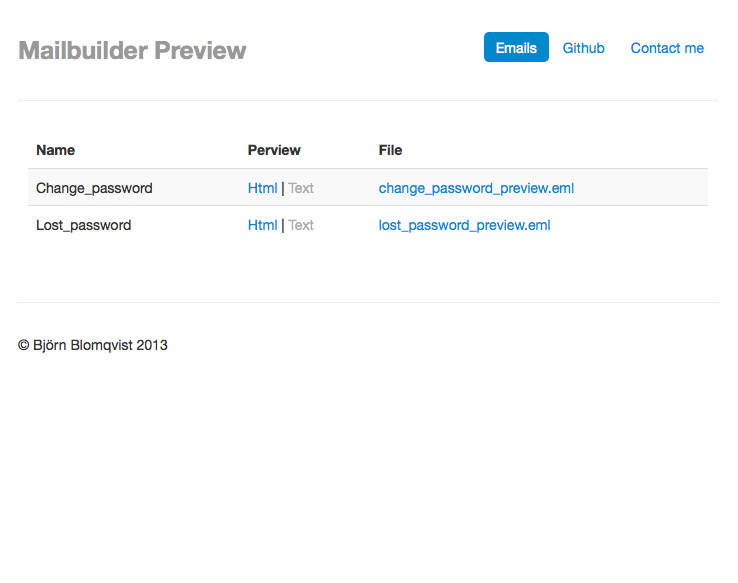 Mailbuilder Preview Emails Github Contact me
Name Perview File
Change_password Html | Text change_password_preview.eml
Lost_password Html | Text lost_password_preview.eml
© Björn Blomqvist 2013